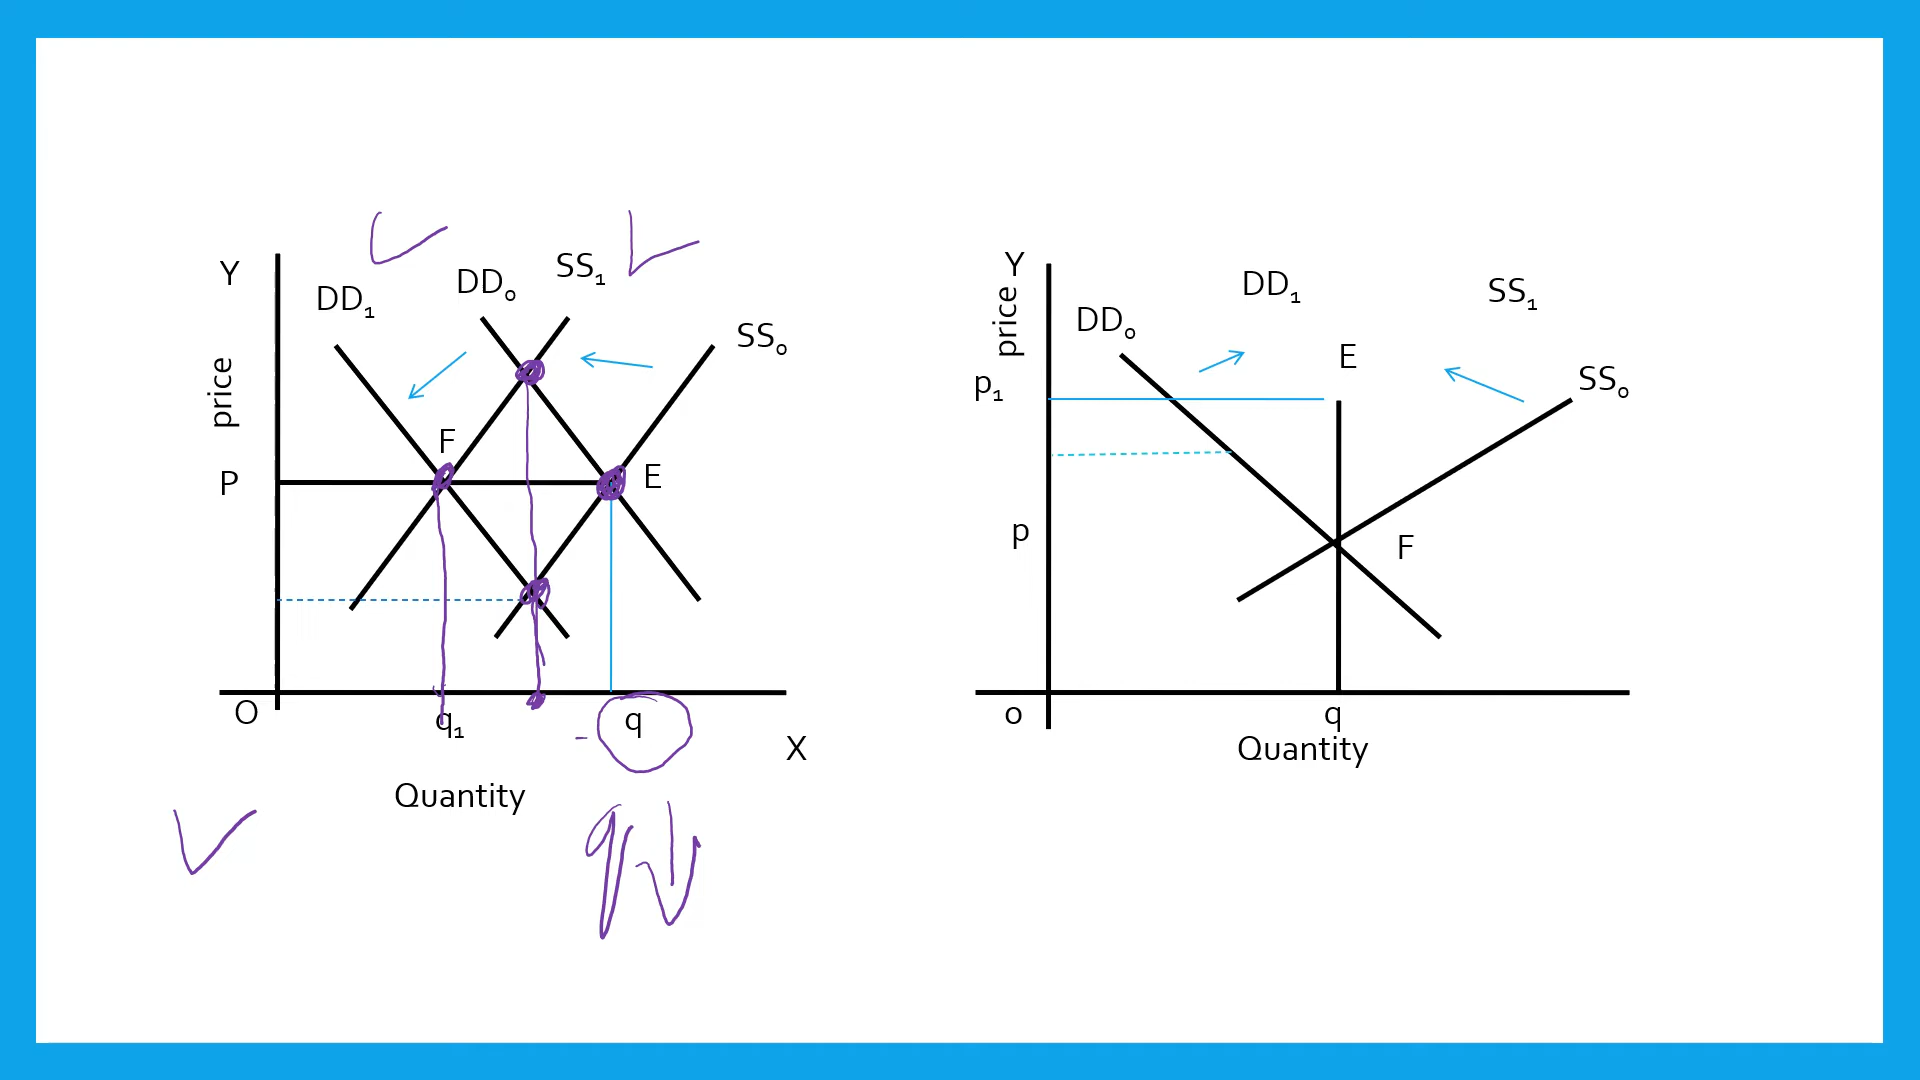 Y
DD₁
DD₀
SS₁
SS₀
price
F
P
E
O
q₁
q
X
Quantity
Y
price
DD₀
DD₁
SS₁
E
SS₀
p₁
p
F
o
q
Quantity